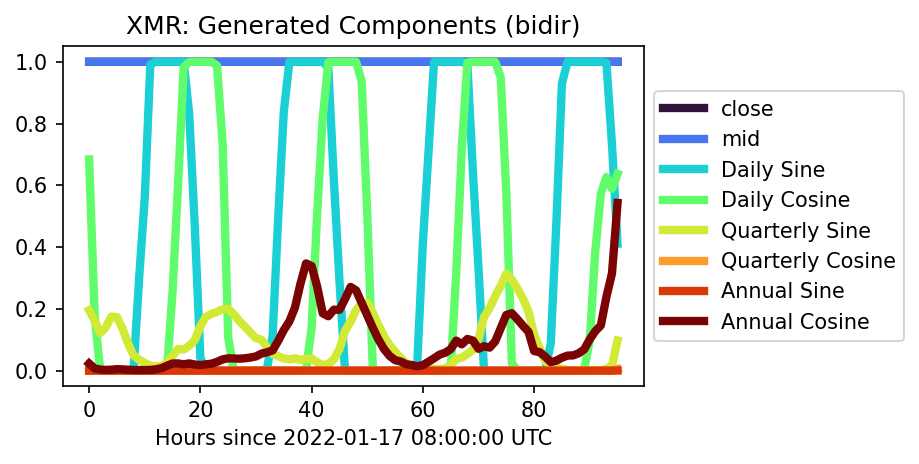 XMR: Generated Components (bidir)
1.0
0.8
0.6
0.4
0.2
0.0
0
20
40
60
80
Hours since 2022-01-17 08:00:00 UTC
close
mid
Daily Sine
Daily Cosine
Quarterly Sine
Quarterly Cosine
Annual Sine
Annual Cosine